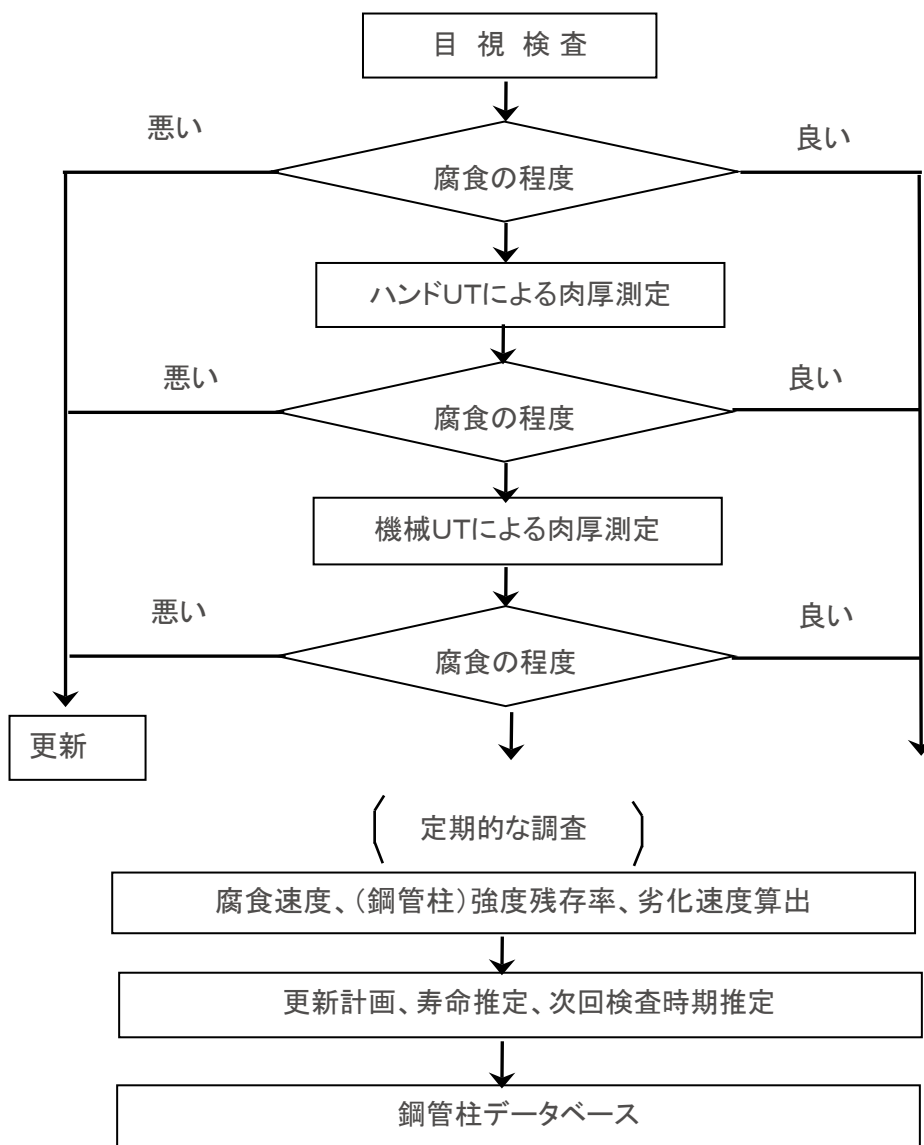 目 視 検 査
悪い
良い
腐食の程度
ハンドUTによる肉厚測定
悪い
良い
腐食の程度
機械UTによる肉厚測定
悪い
良い
腐食の程度
更新
(定期的な調査)
腐食速度、(鋼管柱)強度残存率、劣化速度算出
更新計画、寿命推定、次回検査時期推定
鋼管柱データベース